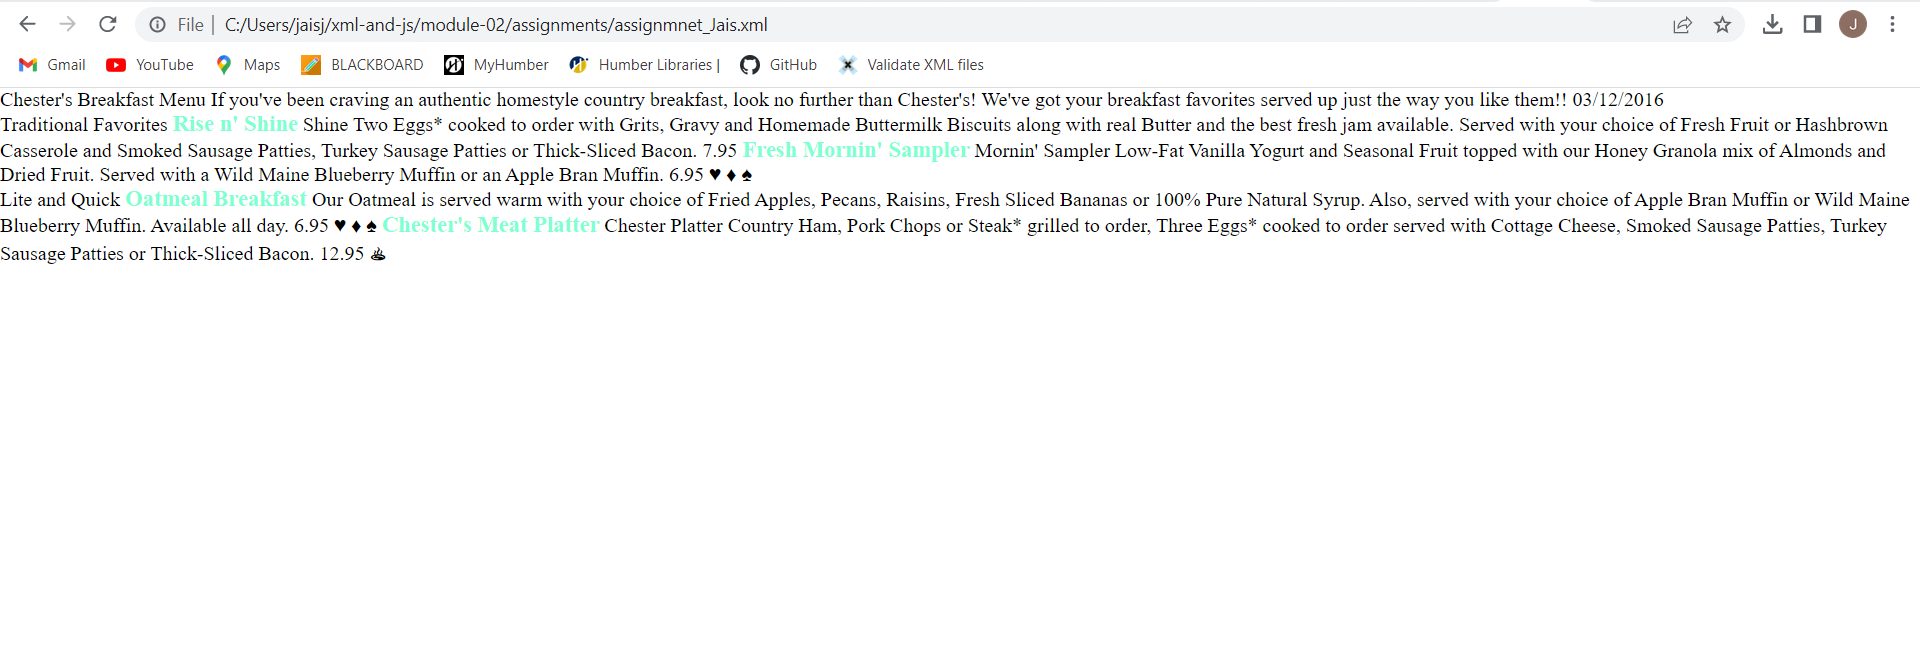 File | C:/Users/jaisj/xml-and-js/module-02/assignments/assignmnet_Jais.xml
J
Gmail YouTube Maps BLACKBOARD MyHumber Humber Libraries | GitHub Validate XML files
Chester's Breakfast Menu If you've been craving an authentic homestyle country breakfast, look no further than Chester's! We've got your breakfast favorites served up just the way you like them!! 03/12/2016
Traditional Favorites Rise n' Shine Shine Two Eggs* cooked to order with Grits, Gravy and Homemade Buttermilk Biscuits along with real Butter and the best fresh jam available. Served with your choice of Fresh Fruit or Hashbrown
Casserole and Smoked Sausage Patties, Turkey Sausage Patties or Thick-Sliced Bacon. 7.95 Fresh Mornin' Sampler Mornin' Sampler Low-Fat Vanilla Yogurt and Seasonal Fruit topped with our Honey Granola mix of Almonds and
Dried Fruit. Served with a Wild Maine Blueberry Muffin or an Apple Bran Muffin. 6.95 ♥ ♦ ♠
Lite and Quick Oatmeal Breakfast Our Oatmeal is served warm with your choice of Fried Apples, Pecans, Raisins, Fresh Sliced Bananas or 100% Pure Natural Syrup. Also, served with your choice of Apple Bran Muffin or Wild Maine
Blueberry Muffin. Available all day. 6.95 ♥ ♦ ♠ Chester's Meat Platter Chester Platter Country Ham, Pork Chops or Steak* grilled to order, Three Eggs* cooked to order served with Cottage Cheese, Smoked Sausage Patties, Turkey
Sausage Patties or Thick-Sliced Bacon. 12.95 ♨